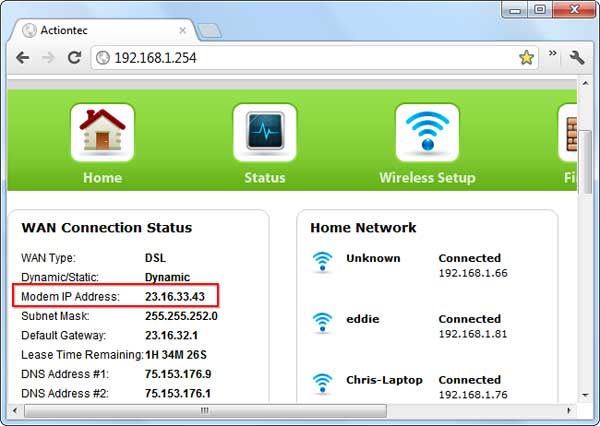 Actiontec
192.168.1.254
Home
Status
Wireless Setup
WAN Connection Status
WAN Type: DSL
Dynamic/Static: Dynamic
Modem IP Address: 23.16.33.43
Subnet Mask: 255.255.252.0
Default Gateway: 23.16.32.1
Lease Time Remaining: 1H 34M 26S
DNS Address #1: 75.153.176.9
DNS Address #2: 75.153.176.1
Home Network
Unknown Connected
192.168.1.66
eddie Connected
192.168.1.81
Chris-Laptop Connected
192.168.1.76